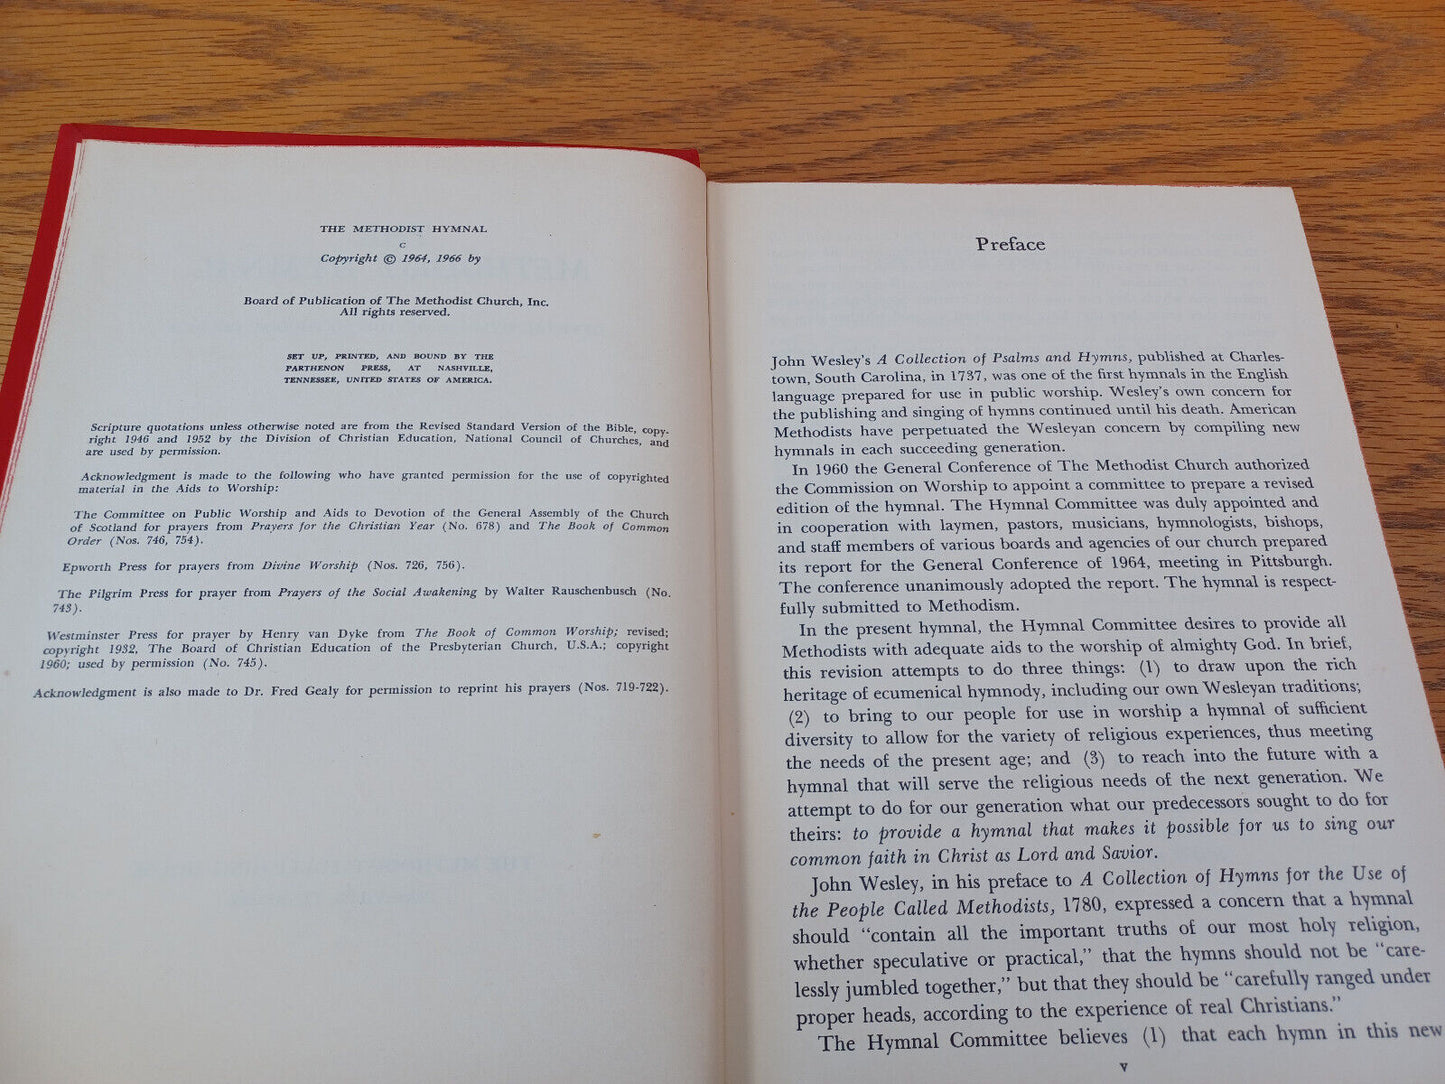 THE METHODIST HYMNAL
C
Copyright © 1964, 1966 by
Board of Publication of The Methodist Church, Inc.
All rights reserved.
SET UP, PRINTED, AND BOUND BY THE
PARTHENON PRESS, AT NASHVILLE,
TENNESSEE, UNITED STATES OF AMERICA.
Scripture quotations unless otherwise noted are from the Revised Standard Version of the Bible, copy-
right 1946 and 1952 by the Division of Christian Education, National Council of Churches, and
are used by permission.
Acknowledgment is made to the following who have granted permission for the use of copyrighted
material in the Aids to Worship:
The Committee on Public Worship and Aids to Devotion of the General Assembly of the Church
of Scotland for prayers from Prayers for the Christian Year (No. 678) and The Book of Common
Order (Nos. 746, 754).
Epworth Press for prayers from Divine Worship (Nos. 726, 756).
The Pilgrim Press for prayer from Prayers of the Social Awakening by Walter Rauschenbusch (No.
743).
Westminster Press for prayer by Henry van Dyke from The Book of Common Worship; revised;
copyright 1932, The Board of Christian Education of the Presbyterian Church, U.S.A.; copyright
1960; used by permission (No. 745).
Acknowledgment is also made to Dr. Fred Gealy for permission to reprint his prayers (Nos. 719-722).
Preface
John Wesley's A Collection of Psalms and Hymns, published at Charles-
town, South Carolina, in 1737, was one of the first hymnals in the English
language prepared for use in public worship. Wesley's own concern for
the publishing and singing of hymns continued until his death. American
Methodists have perpetuated the Wesleyan concern by compiling new
hymnals in each succeeding generation.
In 1960 the General Conference of The Methodist Church authorized
the Commission on Worship to appoint a committee to prepare a revised
edition of the hymnal. The Hymnal Committee was duly appointed and
in cooperation with laymen, pastors, musicians, hymnologists, bishops,
and staff members of various boards and agencies of our church prepared
its report for the General Conference of 1964, meeting in Pittsburgh.
The conference unanimously adopted the report. The hymnal is respect-
fully submitted to Methodism.
In the present hymnal, the Hymnal Committee desires to provide all
Methodists with adequate aids to the worship of almighty God. In brief,
this revision attempts to do three things: (1) to draw upon the rich
heritage of ecumenical hymnody, including our own Wesleyan traditions;
(2) to bring to our people for use in worship a hymnal of sufficient
diversity to allow for the variety of religious experiences, thus meeting
the needs of the present age; and (3) to reach into the future with a
hymnal that will serve the religious needs of the next generation. We
attempt to do for our generation what our predecessors sought to do for
theirs: to provide a hymnal that makes it possible for us to sing our
common faith in Christ as Lord and Savior.
John Wesley, in his preface to A Collection of Hymns for the Use of
the People Called Methodists, 1780, expressed a concern that a hymnal
should "contain all the important truths of our most holy religion,
whether speculative or practical," that the hymns should not be "care-
lessly jumbled together," but that they should be "carefully ranged under
proper heads, according to the experience of real Christians."
The Hymnal Committee believes (1) that each hymn in this new
v